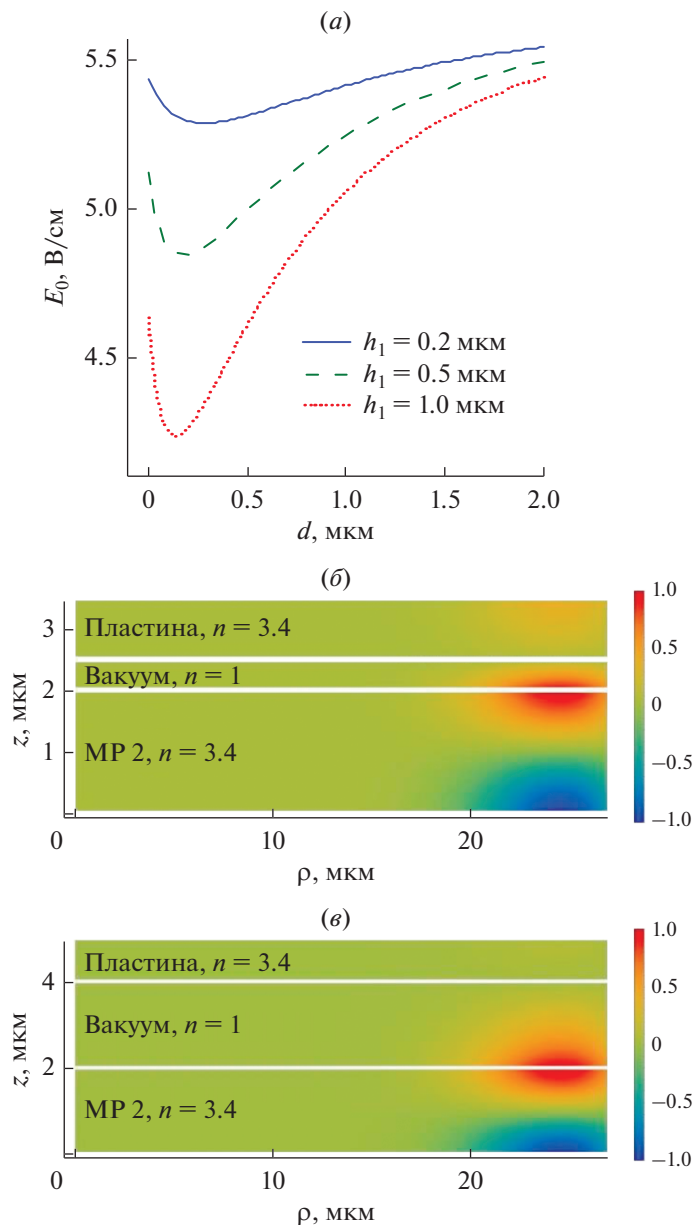 (а)
5.5
5.0
4.5
E₀, В/см
h₁ = 0.2 мкм
h₁ = 0.5 мкм
h₁ = 1.0 мкм
0 0.5 1.0 1.5 2.0
d, мкм
(б)
3
2
1
0
z, мкм
Пластина, n = 3.4
Вакуум, n = 1
МР 2, n = 3.4
1.0
0.5
0
−0.5
−1.0
10 20
ρ, мкм
(в)
4
2
0
z, мкм
Пластина, n = 3.4
Вакуум, n = 1
МР 2, n = 3.4
1.0
0.5
0
−0.5
−1.0
10 20
ρ, мкм